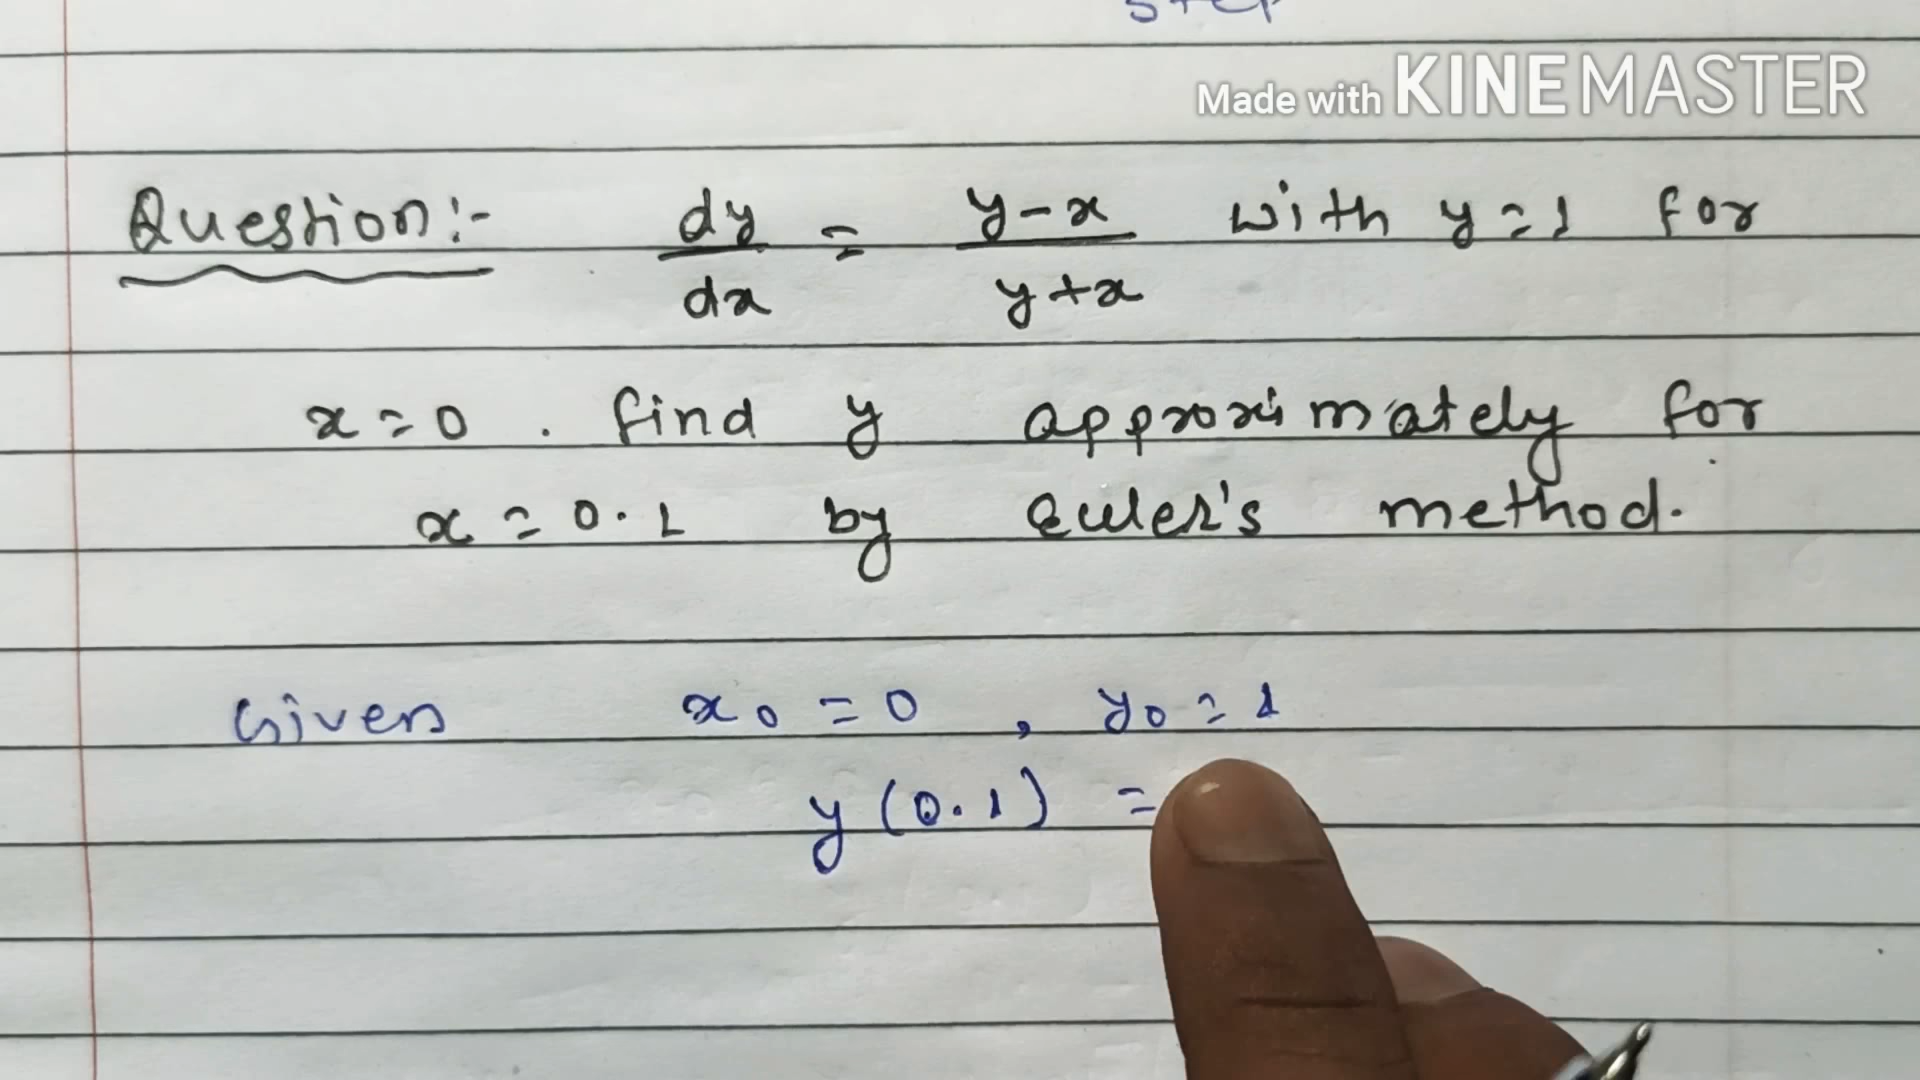 step
Made with KINEMASTER
Question:- dy/dx = y-x/y+x with y=1 for
x=0. find y approximately for
x = 0.1 by Euler's method.
Given x0 = 0 , y0 = 1
y(0.1) =